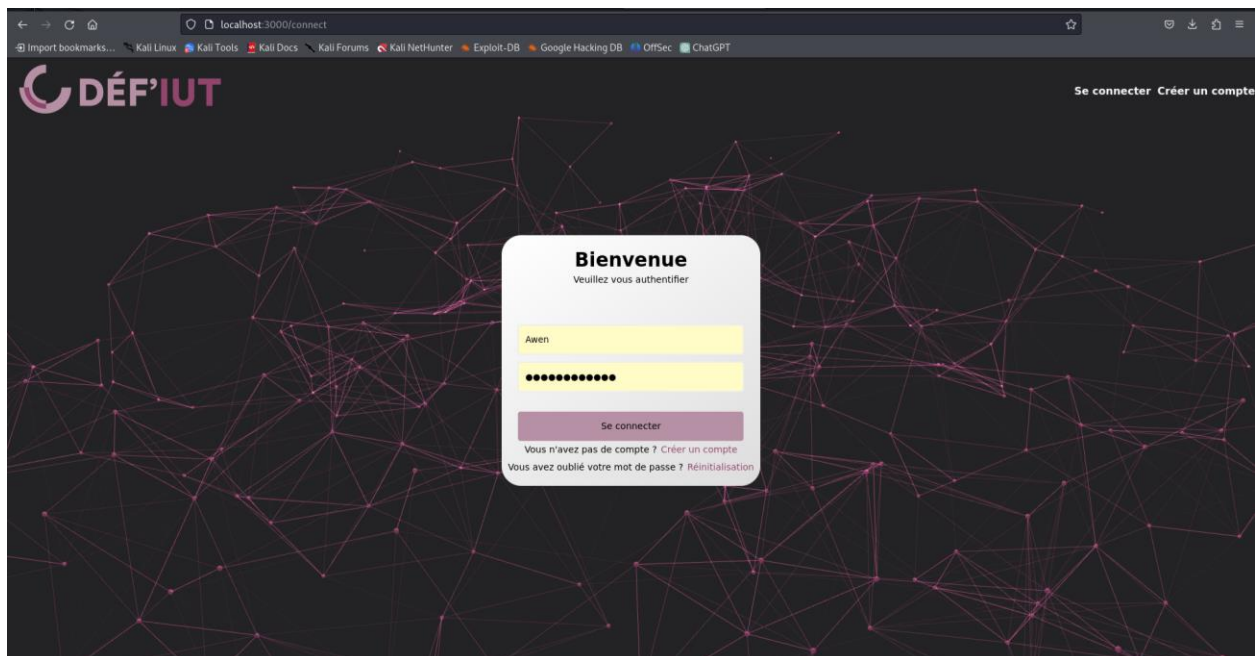 localhost:3000/connect
Import bookmarks... Kali Linux Kali Tools Kali Docs Kali Forums Kali NetHunter Exploit-DB Google Hacking DB OffSec ChatGPT
DÉF'IUT
Se connecter Créer un compte
Bienvenue
Veuillez vous authentifier
Awen
●●●●●●●●●●●●
Se connecter
Vous n'avez pas de compte ? Créer un compte
Vous avez oublié votre mot de passe ? Réinitialisation